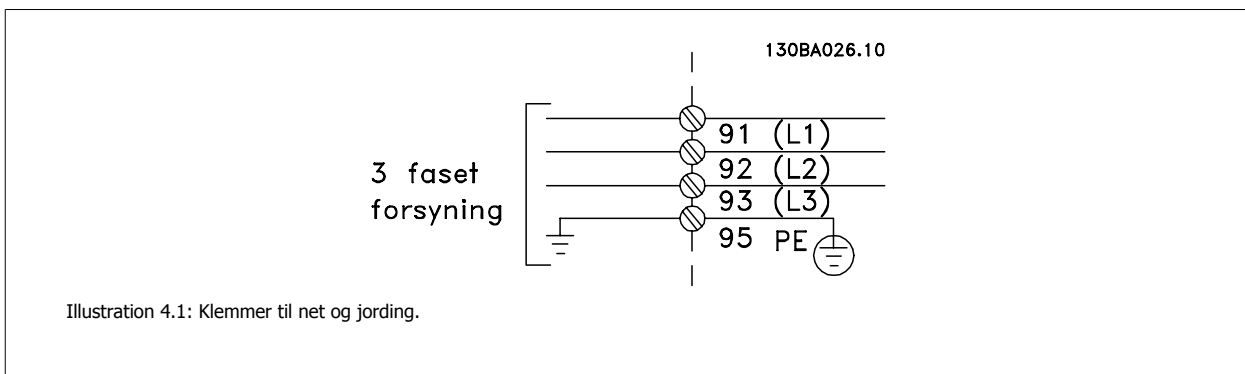 130BA026.10
91 (L1)
92 (L2)
93 (L3)
95 PE
3 faset
forsyning
Illustration 4.1: Klemmer til net og jording.